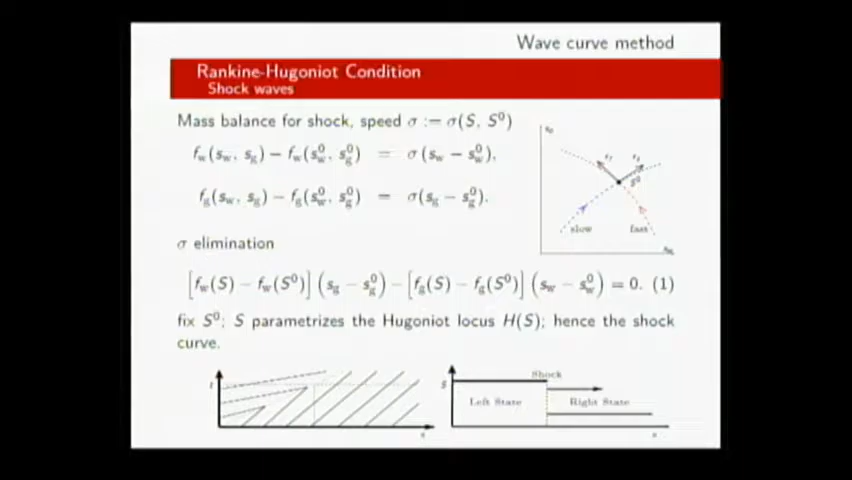 Wave curve method
Rankine-Hugoniot Condition
Shock waves
Mass balance for shock, speed σ := σ(S, S⁰)
f_w(s_w, s_g) − f_w(s_w⁰, s_g⁰) = σ(s_w − s_w⁰),
f_g(s_w, s_g) − f_g(s_w⁰, s_g⁰) = σ(s_g − s_g⁰).
S⁰
slow fast
σ elimination
[f_w(S) − f_w(S⁰)] (s_g − s_g⁰) − [f_g(S) − f_g(S⁰)] (s_w − s_w⁰) = 0. (1)
fix S⁰; S parametrizes the Hugoniot locus H(S); hence the shock
curve.
t
S Shock
Left State Right State
x x